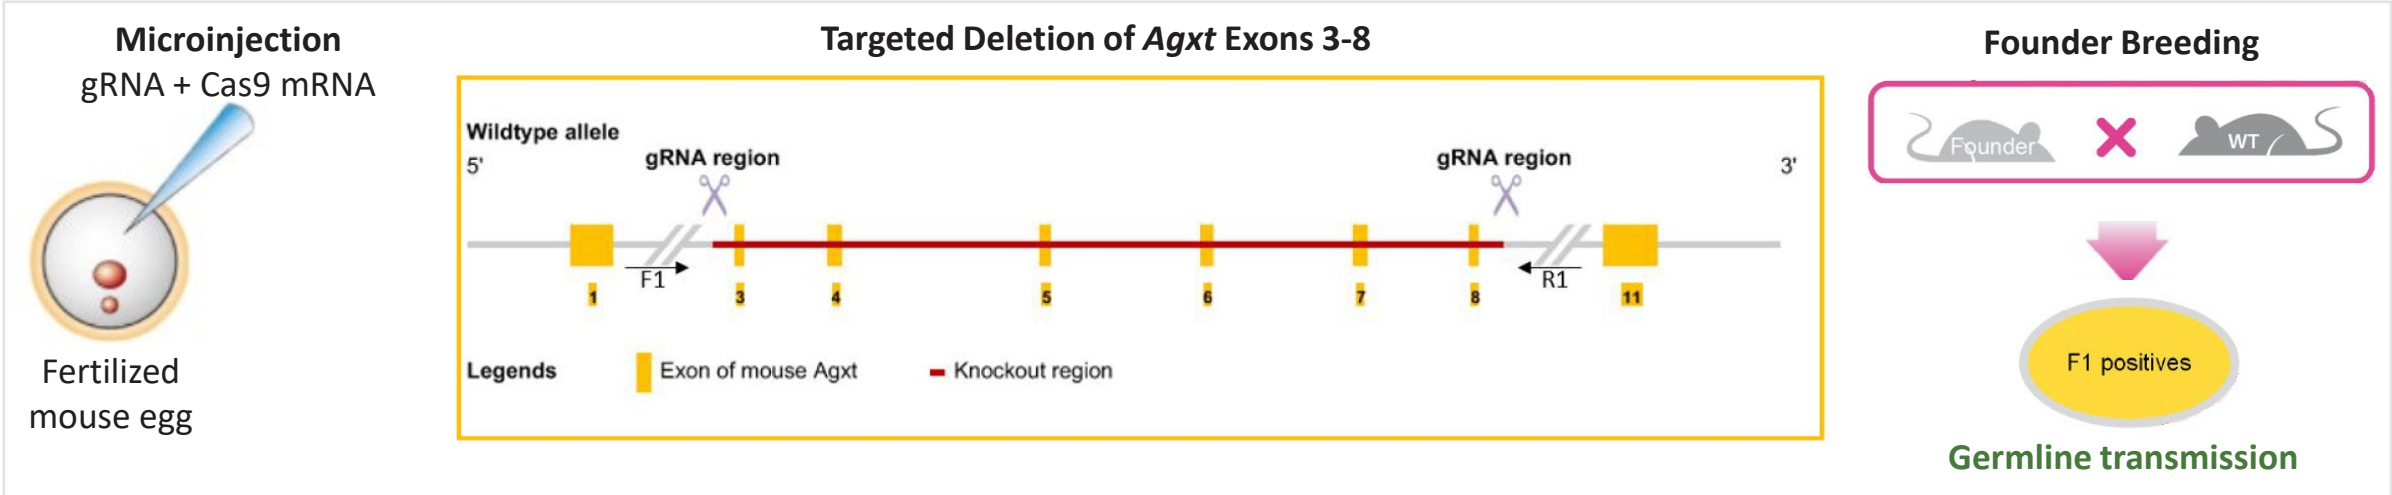 Microinjection
gRNA + Cas9 mRNA
Fertilized
mouse egg
Targeted Deletion of Agxt Exons 3-8
Wildtype allele
5'
gRNA region
gRNA region
3'
F1
R1
1
3
4
5
6
7
8
11
Legends
Exon of mouse Agxt
Knockout region
Founder Breeding
Founder
WT
F1 positives
Germline transmission